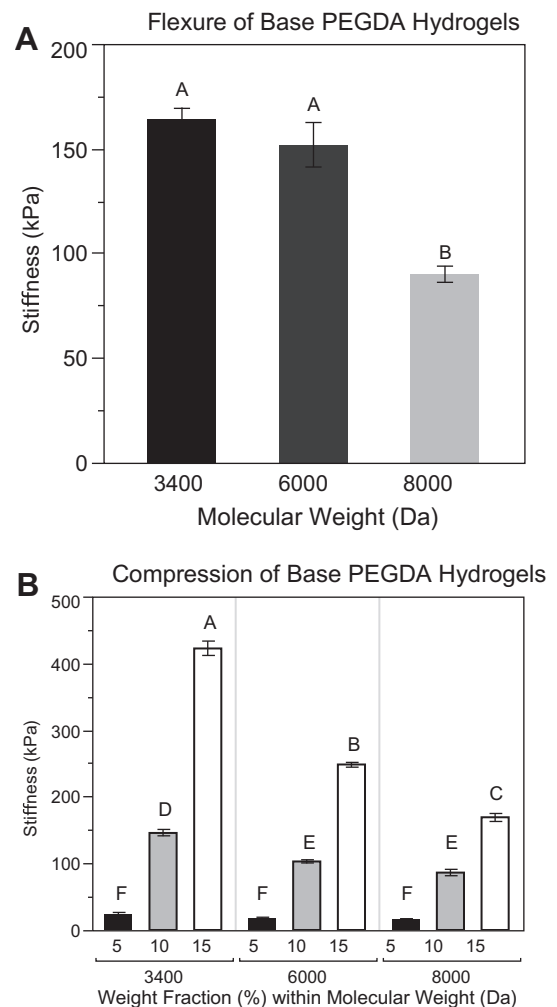 A
Flexure of Base PEGDA Hydrogels
200
150
100
50
0
Stiffness (kPa)
A
A
B
3400 6000 8000
Molecular Weight (Da)
B
Compression of Base PEGDA Hydrogels
500
400
300
200
100
0
Stiffness (kPa)
F D A F E B F E C
5 10 15 5 10 15 5 10 15
3400 6000 8000
Weight Fraction (%) within Molecular Weight (Da)